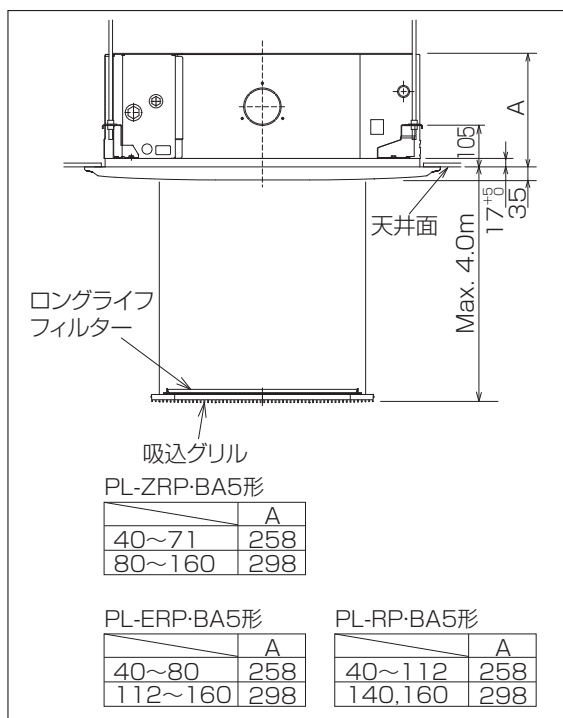 A
105
17+5 0
35
天井面
Max. 4.0m
ロングライフ
フィルター
吸込グリル
PL-ZRP·BA5形
A
40～71 258
80～160 298
PL-ERP·BA5形
A
40～80 258
112～160 298
PL-RP·BA5形
A
40～112 258
140,160 298